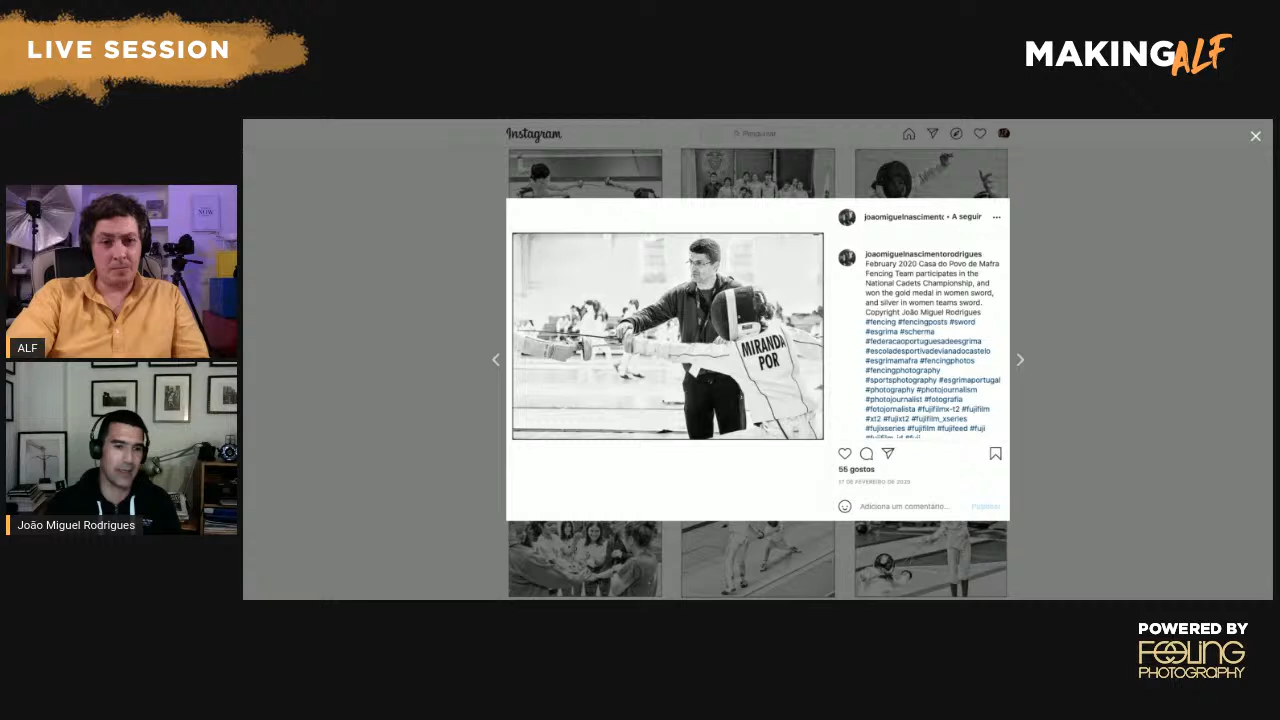 LIVE SESSION
MAKING ALF
Instagram
Pesquisar
joaomiguelnascimento • A seguir
joaomiguelnascimentorodrigues
February 2020 Casa do Povo de Mafra
Fencing Team participates in the
National Cadets Championship, and
won the gold medal in women sword,
and silver in women teams sword.
Copyright João Miguel Rodrigues
#fencing #fencingposts #sword
#esgrima #scherma
#federacaoportuguesadeesgrima
#escoladesportivadevianadocastelo
#esgrimamafra #fencingphotos
#fencingphotography
#sportsphotography #esgrimaportugal
#photography #photojournalism
#photojournalist #fotografia
#fotojornalista #fujifilmx-t2 #fujifilm
#xt2 #fujixt2 #fujifilm_xseries
#fujixseries #fujifilm #fujifeed #fuji
MIRANDA
POR
55 gostos
17 DE FEVEREIRO DE 2020
Adiciona um comentário...
Publicar
NOW
ALF
João Miguel Rodrigues
POWERED BY
FEELING
PHOTOGRAPHY